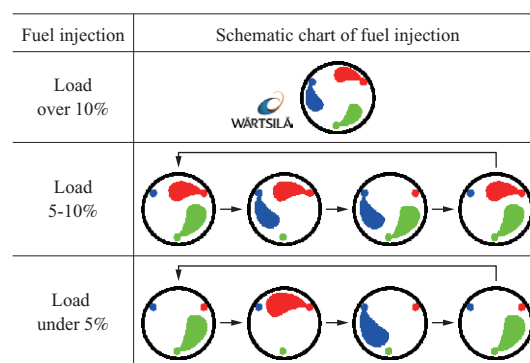 Fuel injection
Schematic chart of fuel injection
Load
over 10%
WÄRTSILÄ
Load
5-10%
Load
under 5%